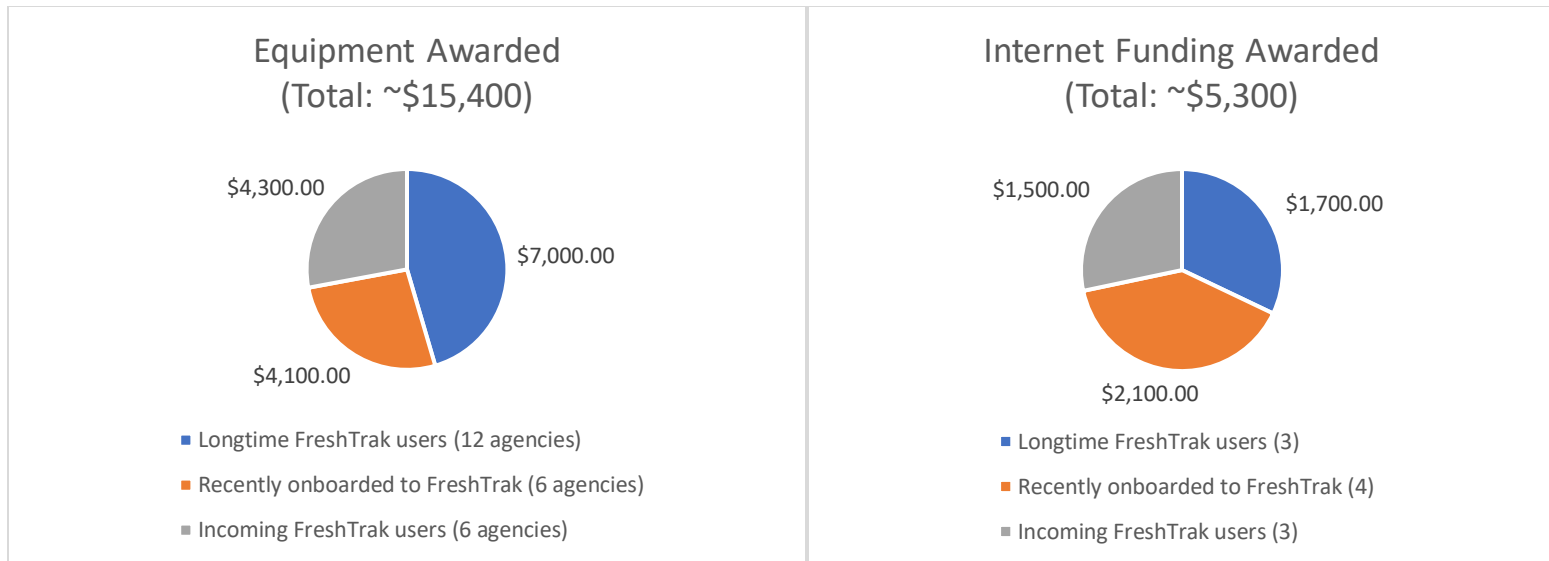 Equipment Awarded
(Total: ~$15,400)
$4,300.00
$7,000.00
$4,100.00
Longtime FreshTrak users (12 agencies)
Recently onboarded to FreshTrak (6 agencies)
Incoming FreshTrak users (6 agencies)
Internet Funding Awarded
(Total: ~$5,300)
$1,500.00
$1,700.00
$2,100.00
Longtime FreshTrak users (3)
Recently onboarded to FreshTrak (4)
Incoming FreshTrak users (3)